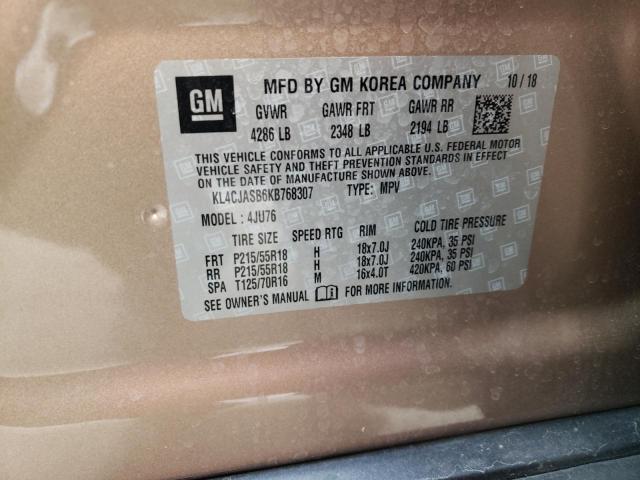 GM
MFD BY GM KOREA COMPANY 10/18
GVWR GAWR FRT GAWR RR
4286 LB 2348 LB 2194 LB
THIS VEHICLE CONFORMS TO ALL APPLICABLE U.S. FEDERAL MOTOR
VEHICLE SAFETY AND THEFT PREVENTION STANDARDS IN EFFECT
ON THE DATE OF MANUFACTURE SHOWN ABOVE.
KL4CJASB6KB768307 TYPE: MPV
MODEL : 4JU76
TIRE SIZE SPEED RTG RIM COLD TIRE PRESSURE
FRT P215/55R18 H 18x7.0J 240KPA, 35 PSI
RR P215/55R18 H 18x7.0J 240KPA, 35 PSI
SPA T125/70R16 M 16x4.0T 420KPA, 60 PSI
SEE OWNER'S MANUAL FOR MORE INFORMATION.